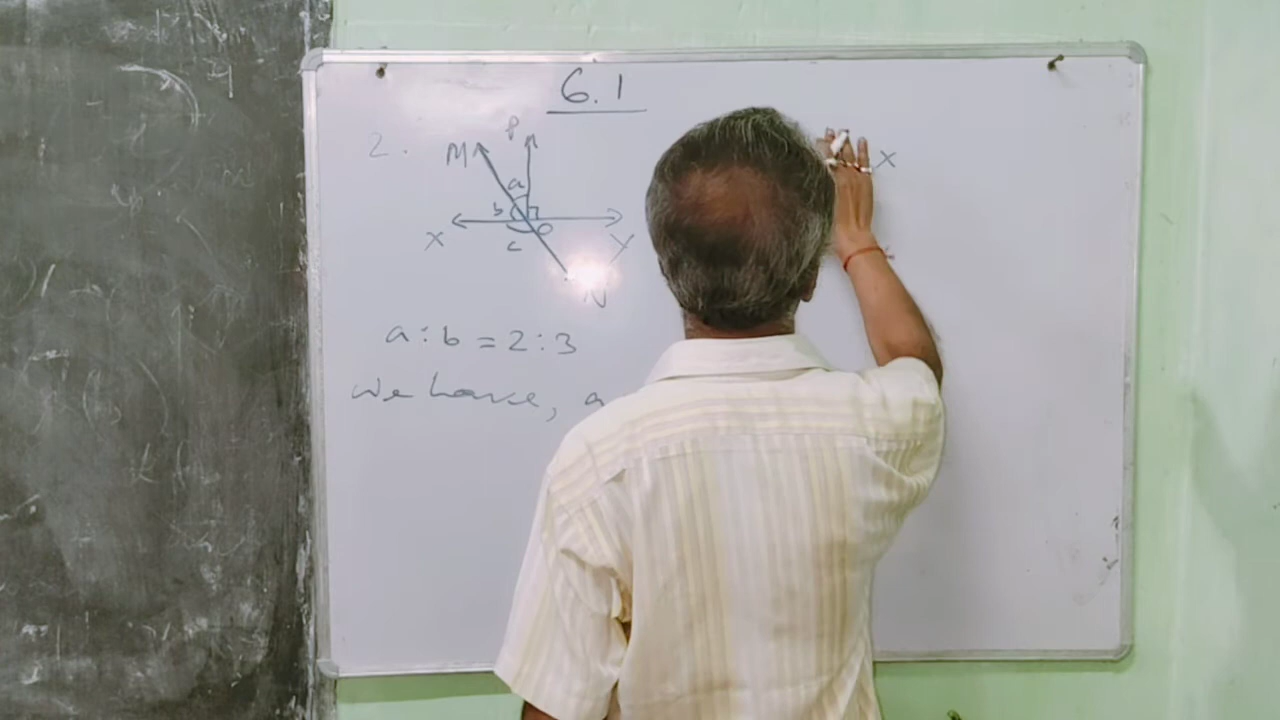 6.1
2.
M P
a
b
X O Y
c
N
a : b = 2 : 3
We have, a
x